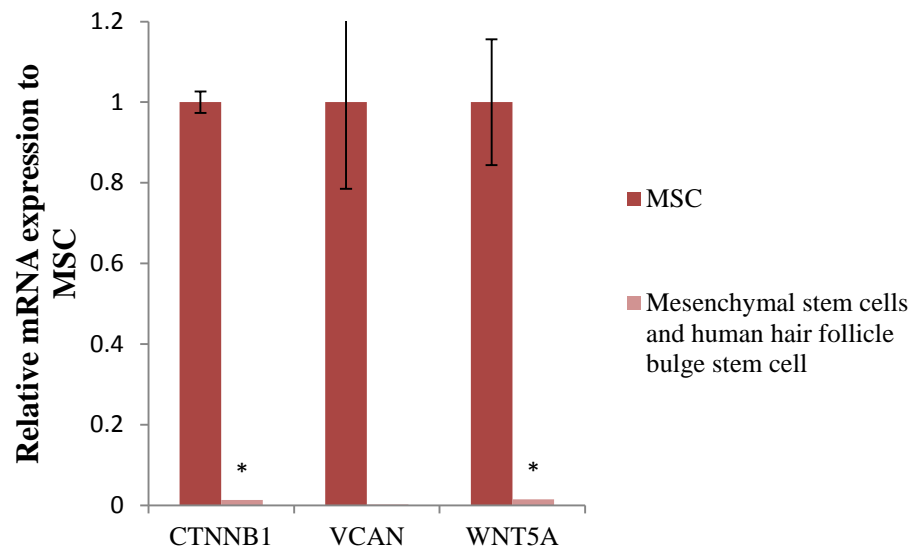 Relative mRNA expression to
MSC
1.2
1
0.8
0.6
0.4
0.2
0
*
*
CTNNB1
VCAN
WNT5A
MSC
Mesenchymal stem cells
and human hair follicle
bulge stem cell